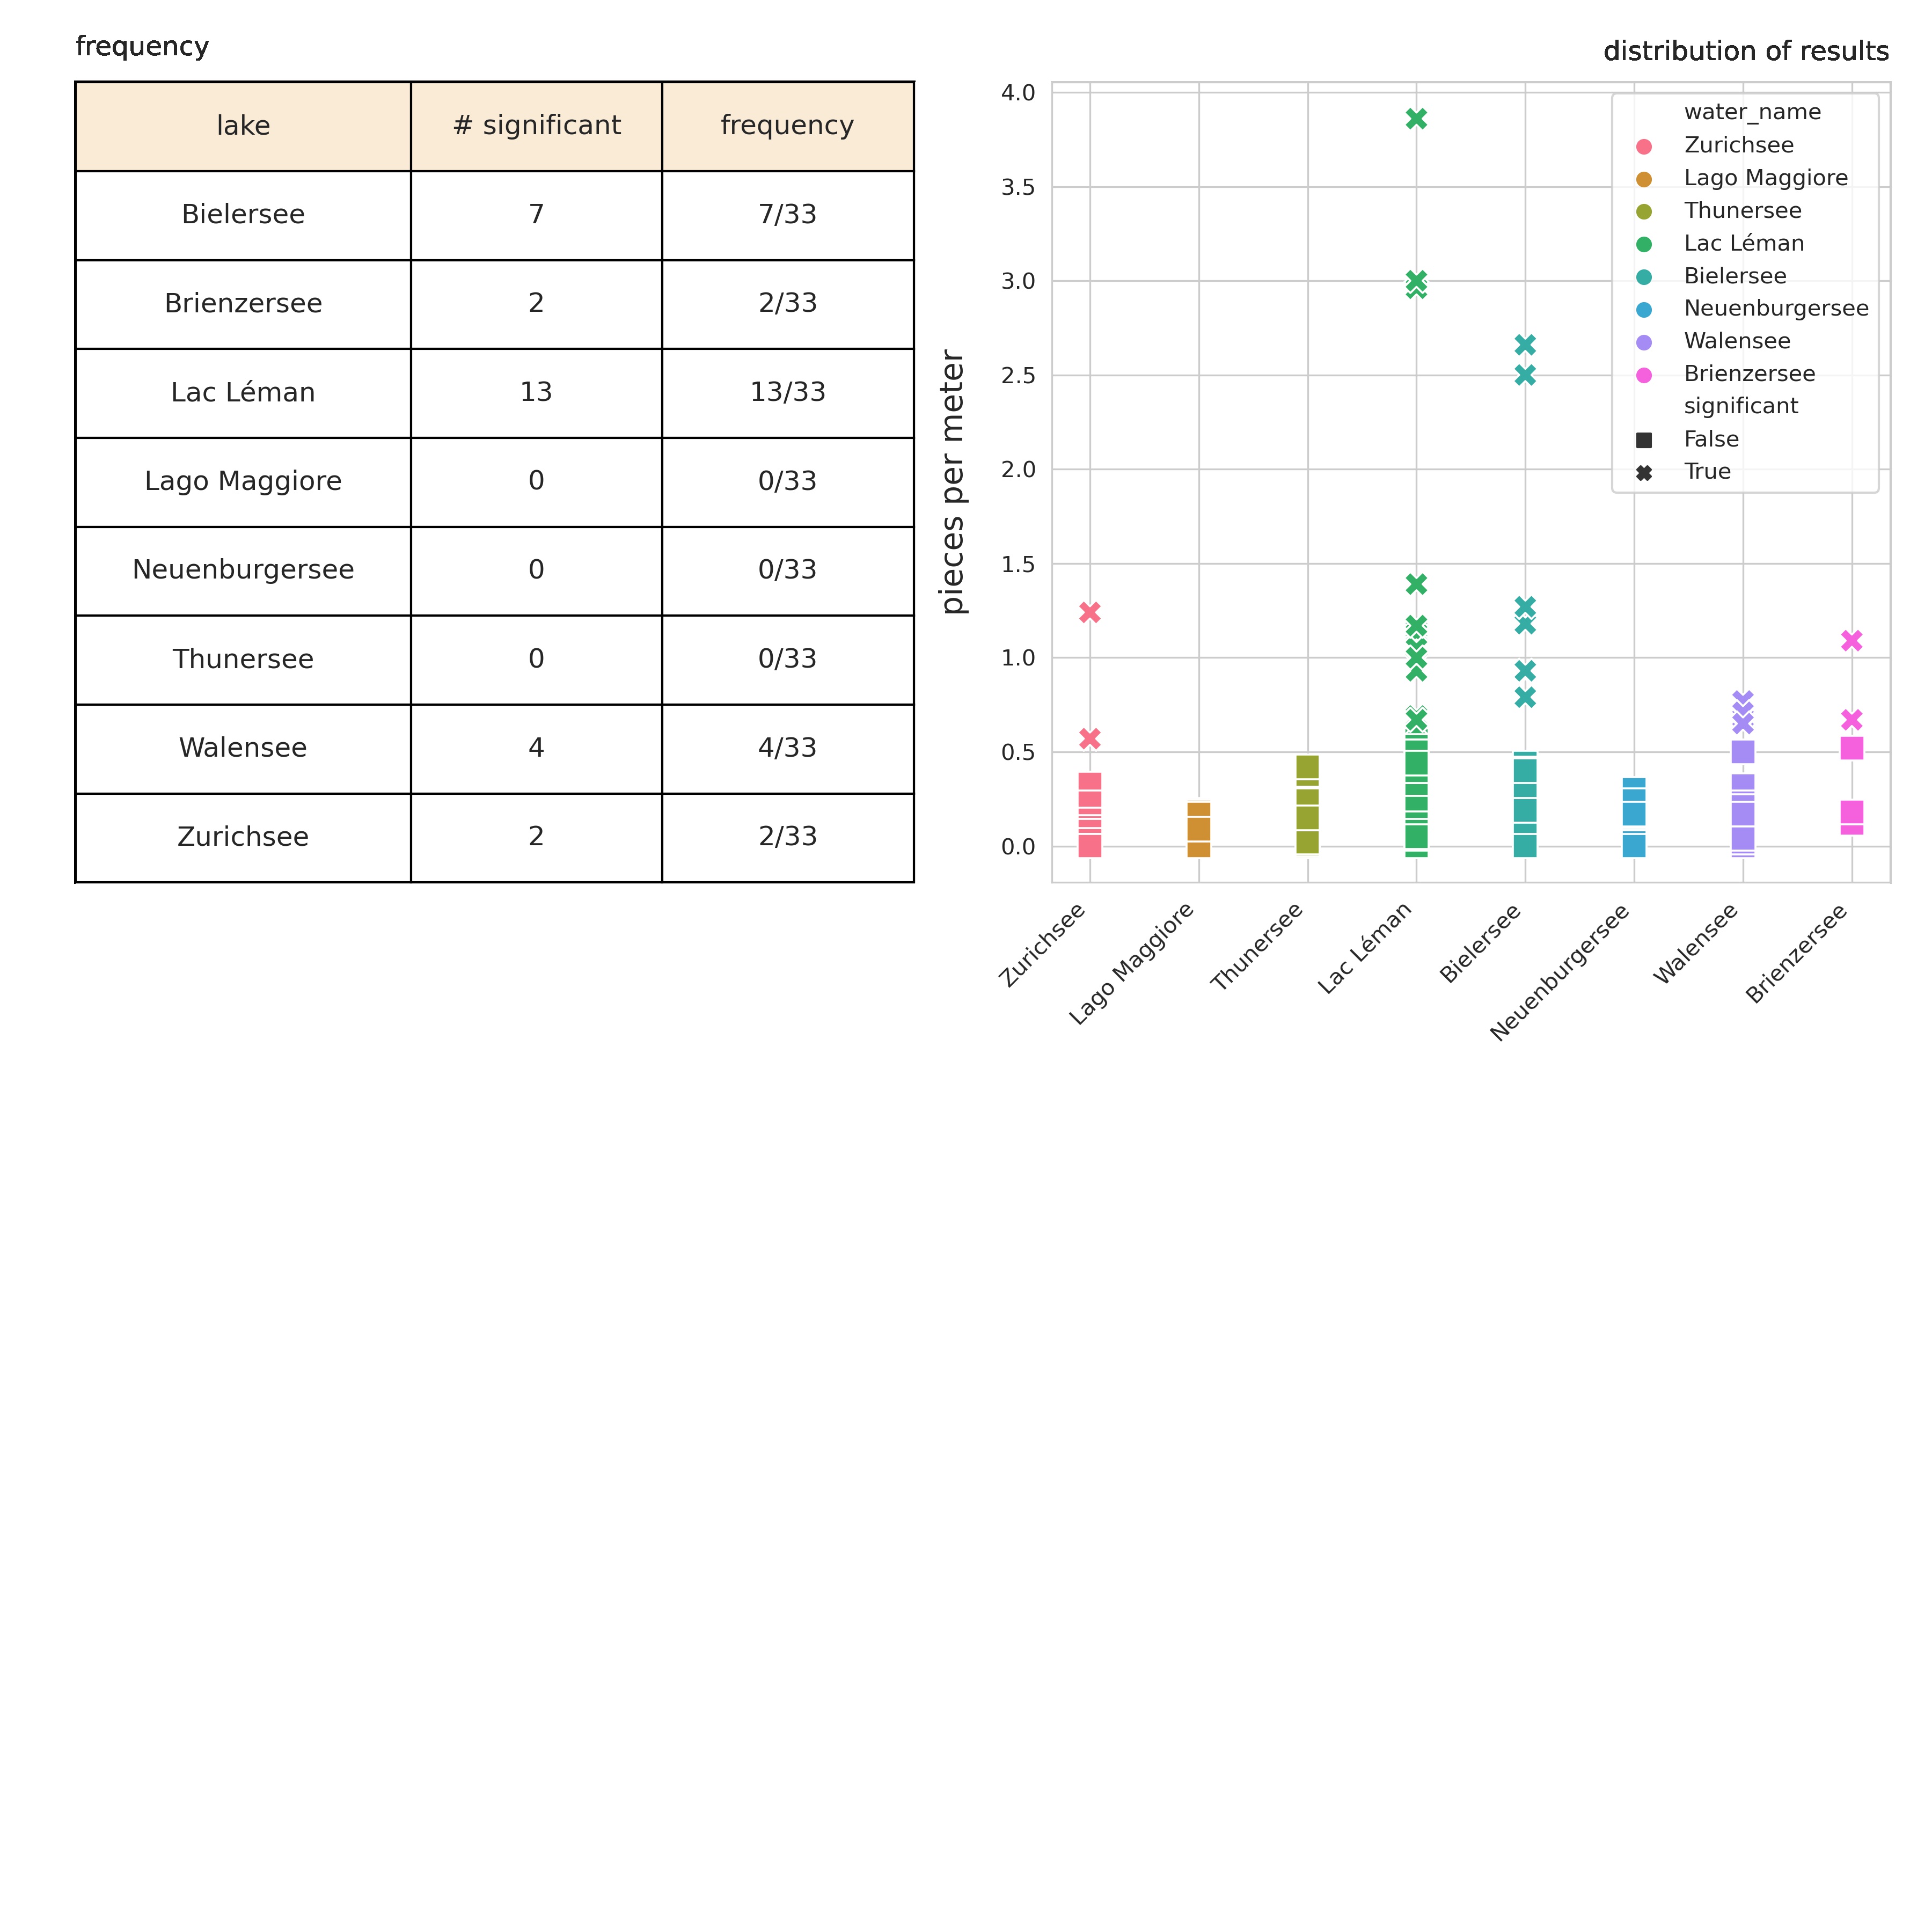 frequency
lake # significant frequency
Bielersee 7 7/33
Brienzersee 2 2/33
Lac Léman 13 13/33
Lago Maggiore 0 0/33
Neuenburgersee 0 0/33
Thunersee 0 0/33
Walensee 4 4/33
Zurichsee 2 2/33
distribution of results
pieces per meter
4.0
3.5
3.0
2.5
2.0
1.5
1.0
0.5
0.0
water_name
Zurichsee
Lago Maggiore
Thunersee
Lac Léman
Bielersee
Neuenburgersee
Walensee
Brienzersee
significant
False
True
Zurichsee
Lago Maggiore
Thunersee
Lac Léman
Bielersee
Neuenburgersee
Walensee
Brienzersee